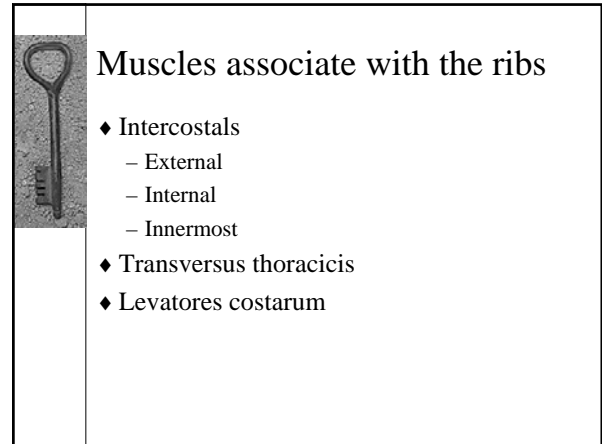 Muscles associate with the ribs
♦ Intercostals
– External
– Internal
– Innermost
♦ Transversus thoracicis
♦ Levatores costarum